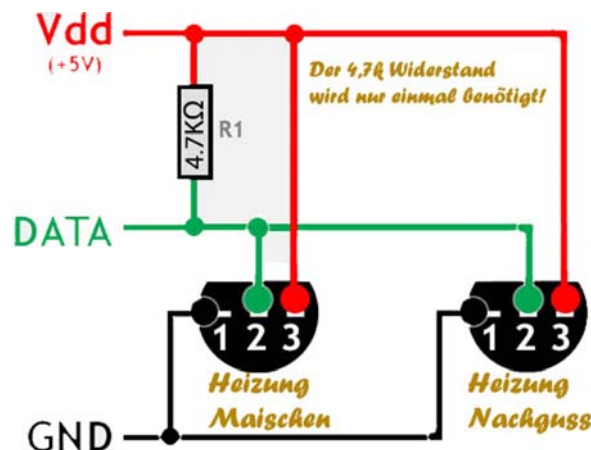 Vdd
(+5V)
Der 4,7k Widerstand
wird nur einmal benötigt!
4.7KΩ
R1
DATA
1 2 3
1 2 3
Heizung
Maischen
Heizung
Nachguss
GND